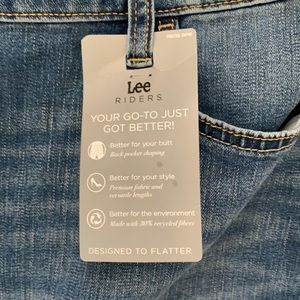 Lee
RIDERS
YOUR GO-TO JUST
GOT BETTER!
Better for your butt
Back pocket shaping
Better for your style
Premium fabric and
versatile lengths
Better for the environment
Made with 30% recycled fibers
DESIGNED TO FLATTER